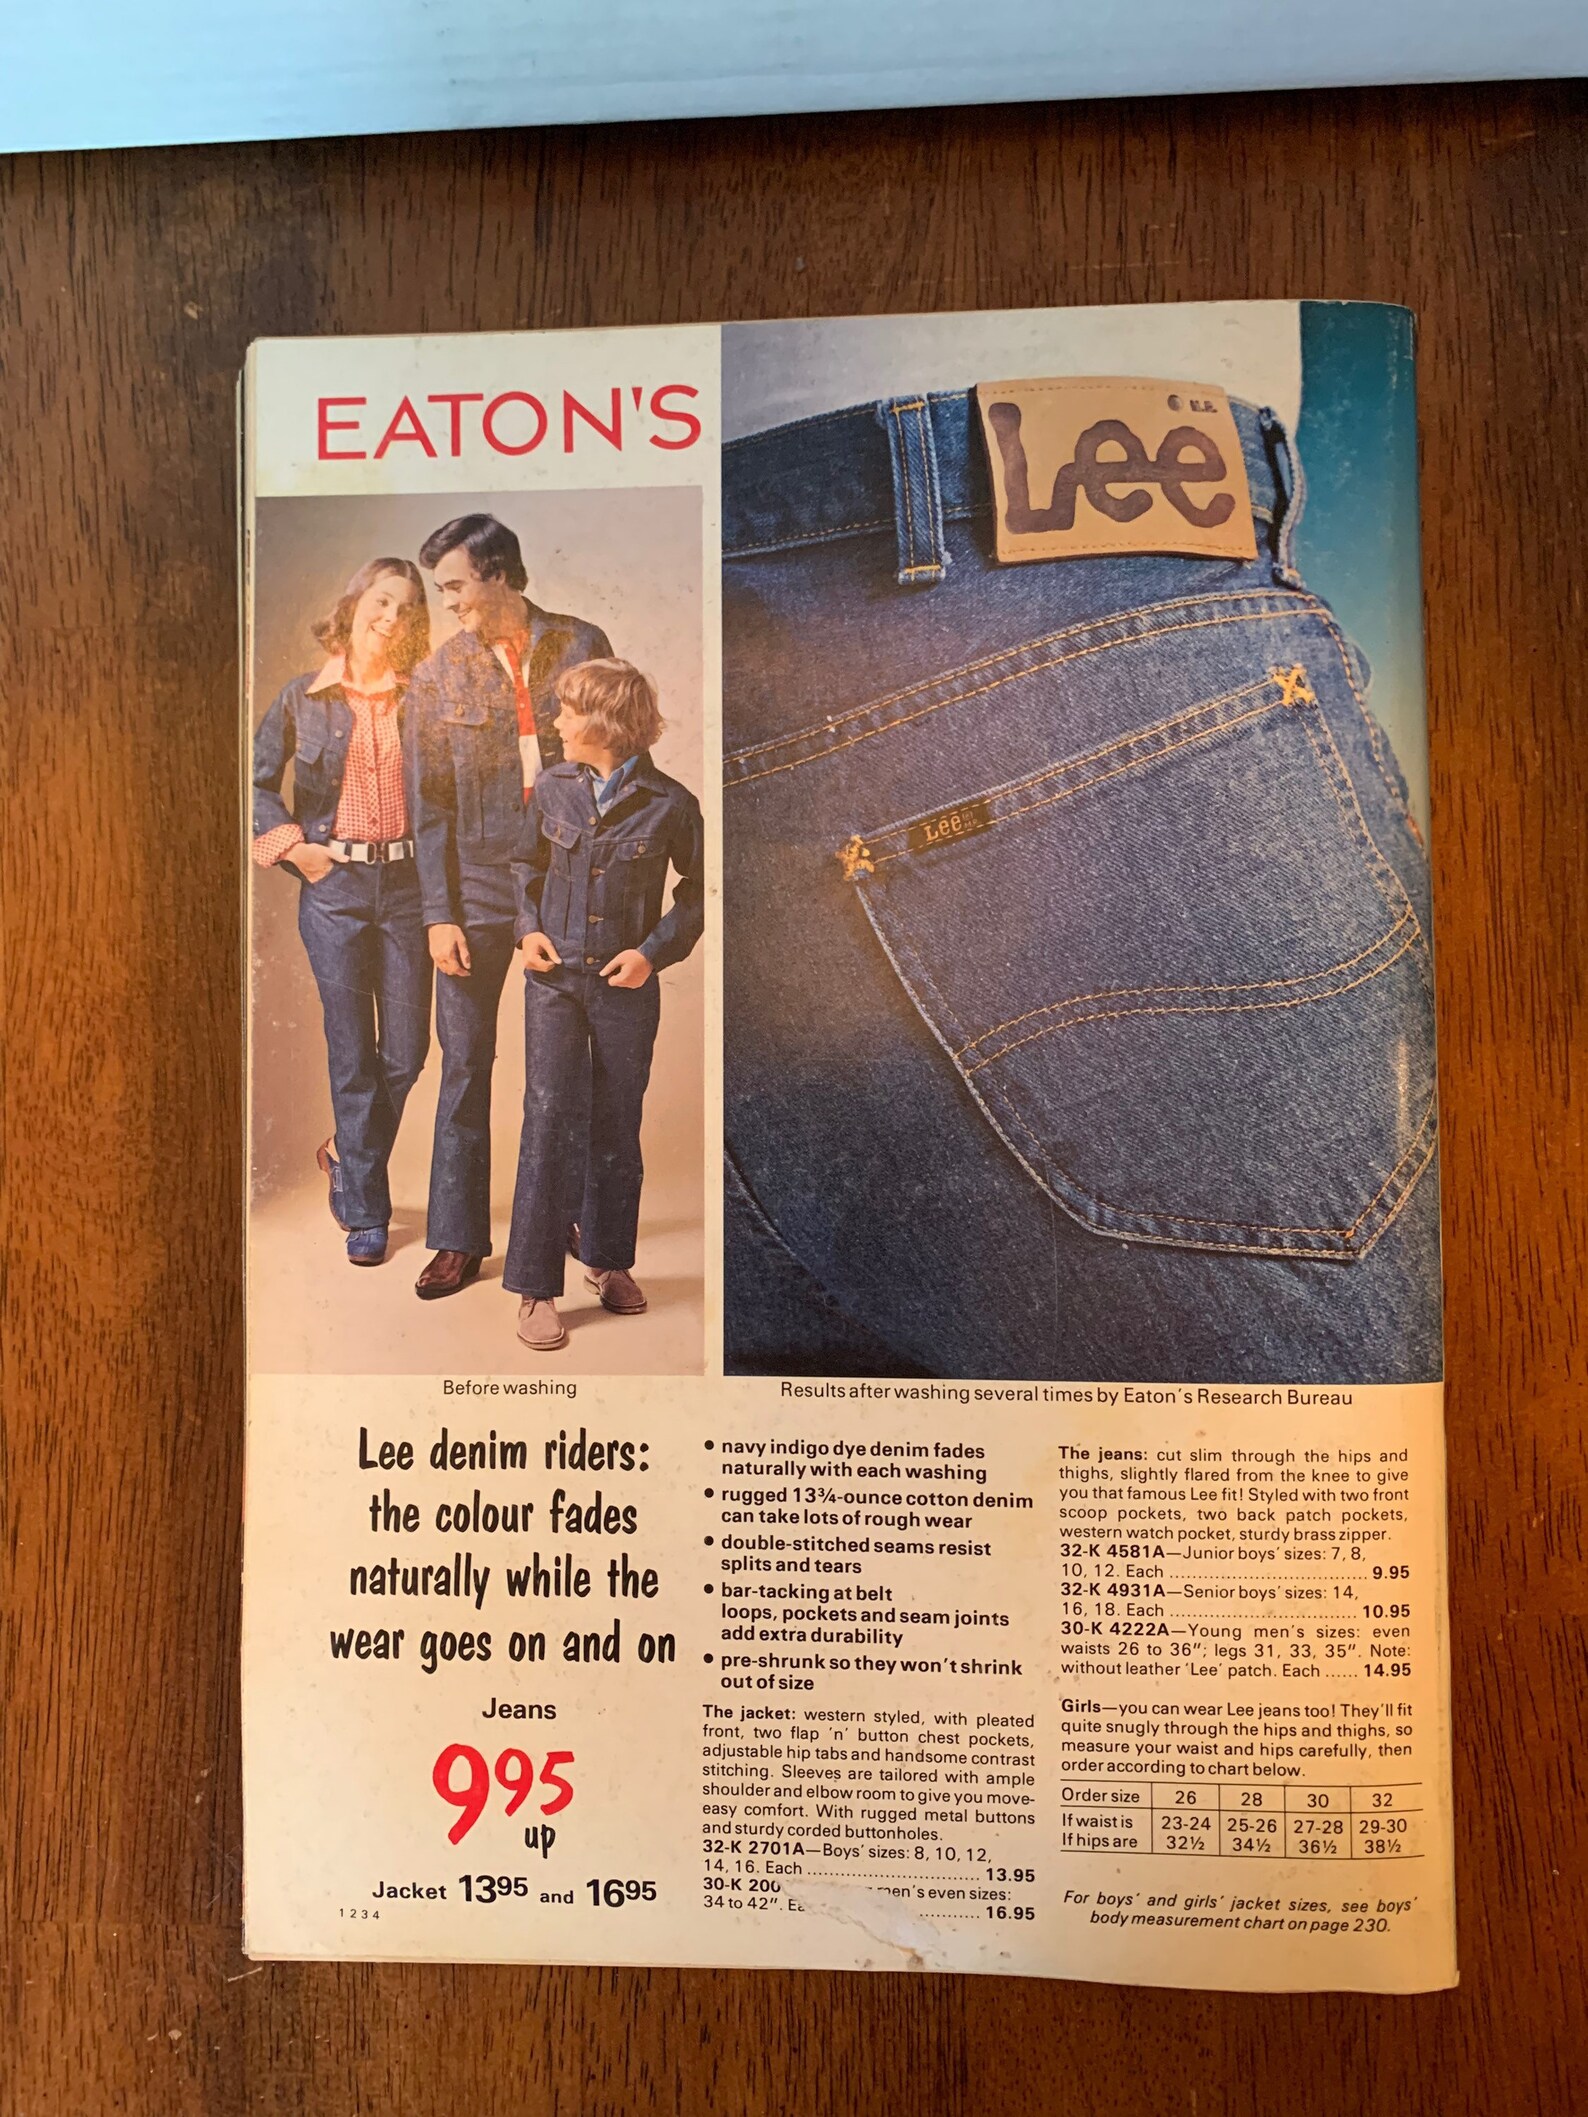 EATON'S
Lee
M.R.
Lee
Before washing
Results after washing several times by Eaton's Research Bureau
Lee denim riders:
the colour fades
naturally while the
wear goes on and on
Jeans
9 95
up
Jacket 13 95 and 16 95
1 2 3 4
• navy indigo dye denim fades
naturally with each washing
• rugged 13¾-ounce cotton denim
can take lots of rough wear
• double-stitched seams resist
splits and tears
• bar-tacking at belt
loops, pockets and seam joints
add extra durability
• pre-shrunk so they won't shrink
out of size
The jacket: western styled, with pleated
front, two flap 'n' button chest pockets,
adjustable hip tabs and handsome contrast
stitching. Sleeves are tailored with ample
shoulder and elbow room to give you move-
easy comfort. With rugged metal buttons
and sturdy corded buttonholes.
32-K 2701A—Boys' sizes: 8, 10, 12,
14, 16. Each .............................. 13.95
30-K 200 men's even sizes:
34 to 42". ........... 16.95
The jeans: cut slim through the hips and
thighs, slightly flared from the knee to give
you that famous Lee fit! Styled with two front
scoop pockets, two back patch pockets,
western watch pocket, sturdy brass zipper.
32-K 4581A—Junior boys' sizes: 7, 8,
10, 12. Each .................................. 9.95
32-K 4931A—Senior boys' sizes: 14,
16, 18. Each ................................ 10.95
30-K 4222A—Young men's sizes: even
waists 26 to 36"; legs 31, 33, 35". Note:
without leather 'Lee' patch. Each ...... 14.95
Girls—you can wear Lee jeans too! They'll fit
quite snugly through the hips and thighs, so
measure your waist and hips carefully, then
order according to chart below.
Order size 26 28 30 32
If waist is 23-24 25-26 27-28 29-30
If hips are 32½ 34½ 36½ 38½
For boys' and girls' jacket sizes, see boys'
body measurement chart on page 230.